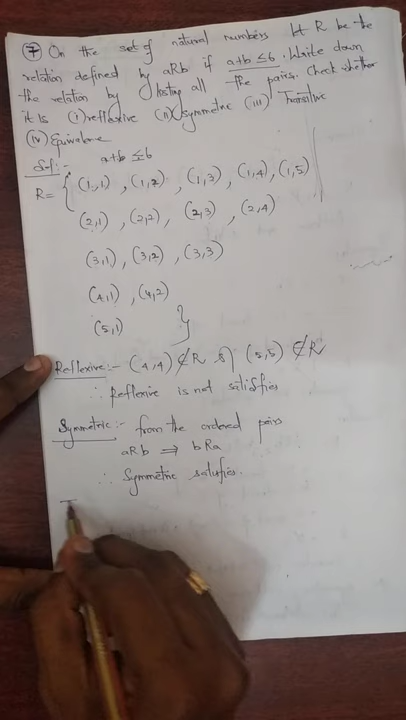 ⑦ On the set of natural numbers let R be the
relation defined by aRb if a+b ≤ 6. Write down
the relation by listing all the pairs. Check whether
it is (i) reflexive (ii) symmetric (iii) Transitive
(iv) Equivalence
Sol:- a+b ≤ 6
R = { (1,1), (1,2), (1,3), (1,4), (1,5)
(2,1), (2,2), (2,3), (2,4)
(3,1), (3,2), (3,3)
(4,1), (4,2)
(5,1) }
Reflexive:- (4,4) ∉ R (5,5) ∉ R
∴ Reflexive is not satisfies
Symmetric:- from the ordered pairs
aRb ⇒ bRa
∴ Symmetric satisfies.